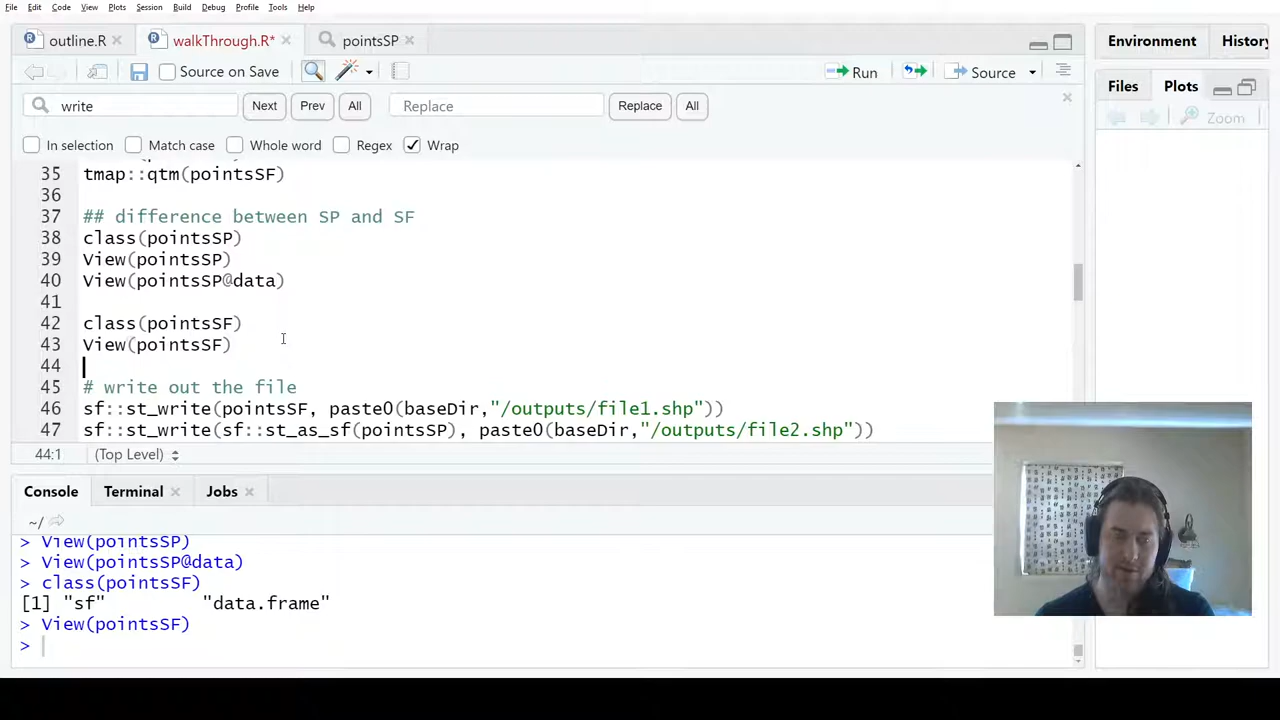 File Edit Code View Plots Session Build Debug Profile Tools Help
outline.R walkThrough.R* pointsSP
Environment History
Source on Save Run Source
Files Plots
write Next Prev All Replace Replace All
Zoom
In selection Match case Whole word Regex Wrap
35 tmap::qtm(pointsSF)
36
37 ## difference between SP and SF
38 class(pointsSP)
39 View(pointsSP)
40 View(pointsSP@data)
41
42 class(pointsSF)
43 View(pointsSF)
44
45 # write out the file
46 sf::st_write(pointsSF, paste0(baseDir,"/outputs/file1.shp"))
47 sf::st_write(sf::st_as_sf(pointsSP), paste0(baseDir,"/outputs/file2.shp"))
44:1 (Top Level)
Console Terminal Jobs
~/
> View(pointsSP)
> View(pointsSP@data)
> class(pointsSF)
[1] "sf" "data.frame"
> View(pointsSF)
>